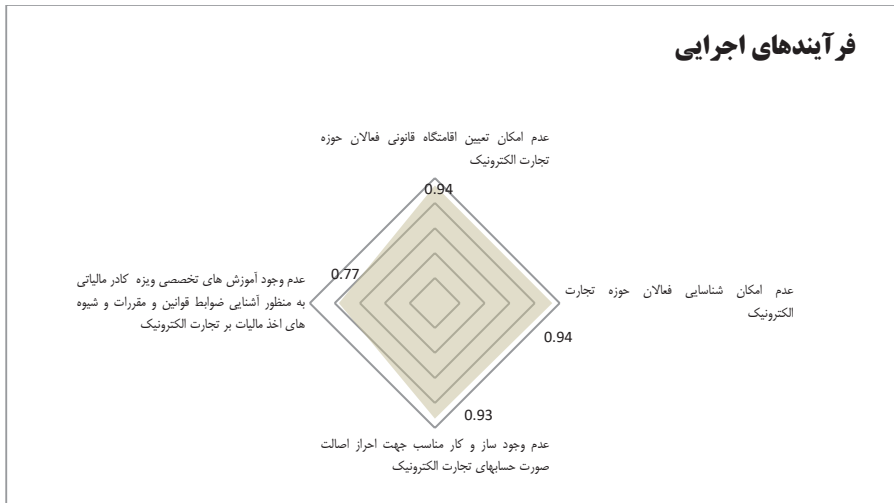 فرآیندهای اجرایی
عدم امکان تعیین اقامتگاه قانونی فعالان حوزه
تجارت الکترونیک
0.94
عدم امکان شناسایی فعالان حوزه تجارت
الکترونیک
0.94
0.77
عدم وجود آموزش های تخصصی ویزه کادر مالیاتی
به منظور آشنایی ضوابط قوانین و مقررات و شیوه
های اخذ مالیات بر تجارت الکترونیک
0.93
عدم وجود ساز و کار مناسب جهت احراز اصالت
صورت حسابهای تجارت الکترونیک